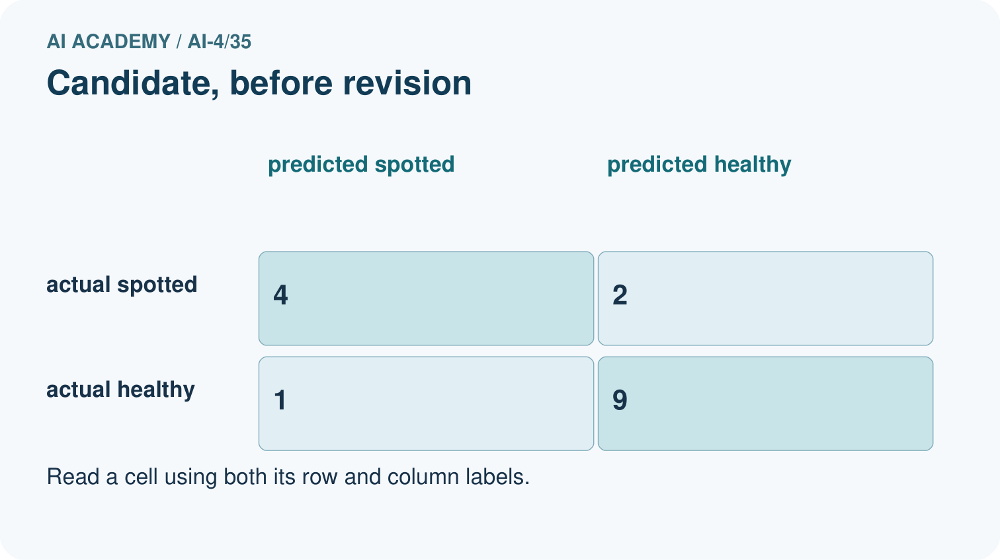 AI ACADEMY / AI-4/35
Candidate, before revision
predicted spotted predicted healthy
actual spotted 4 2
actual healthy 1 9
Read a cell using both its row and column labels.